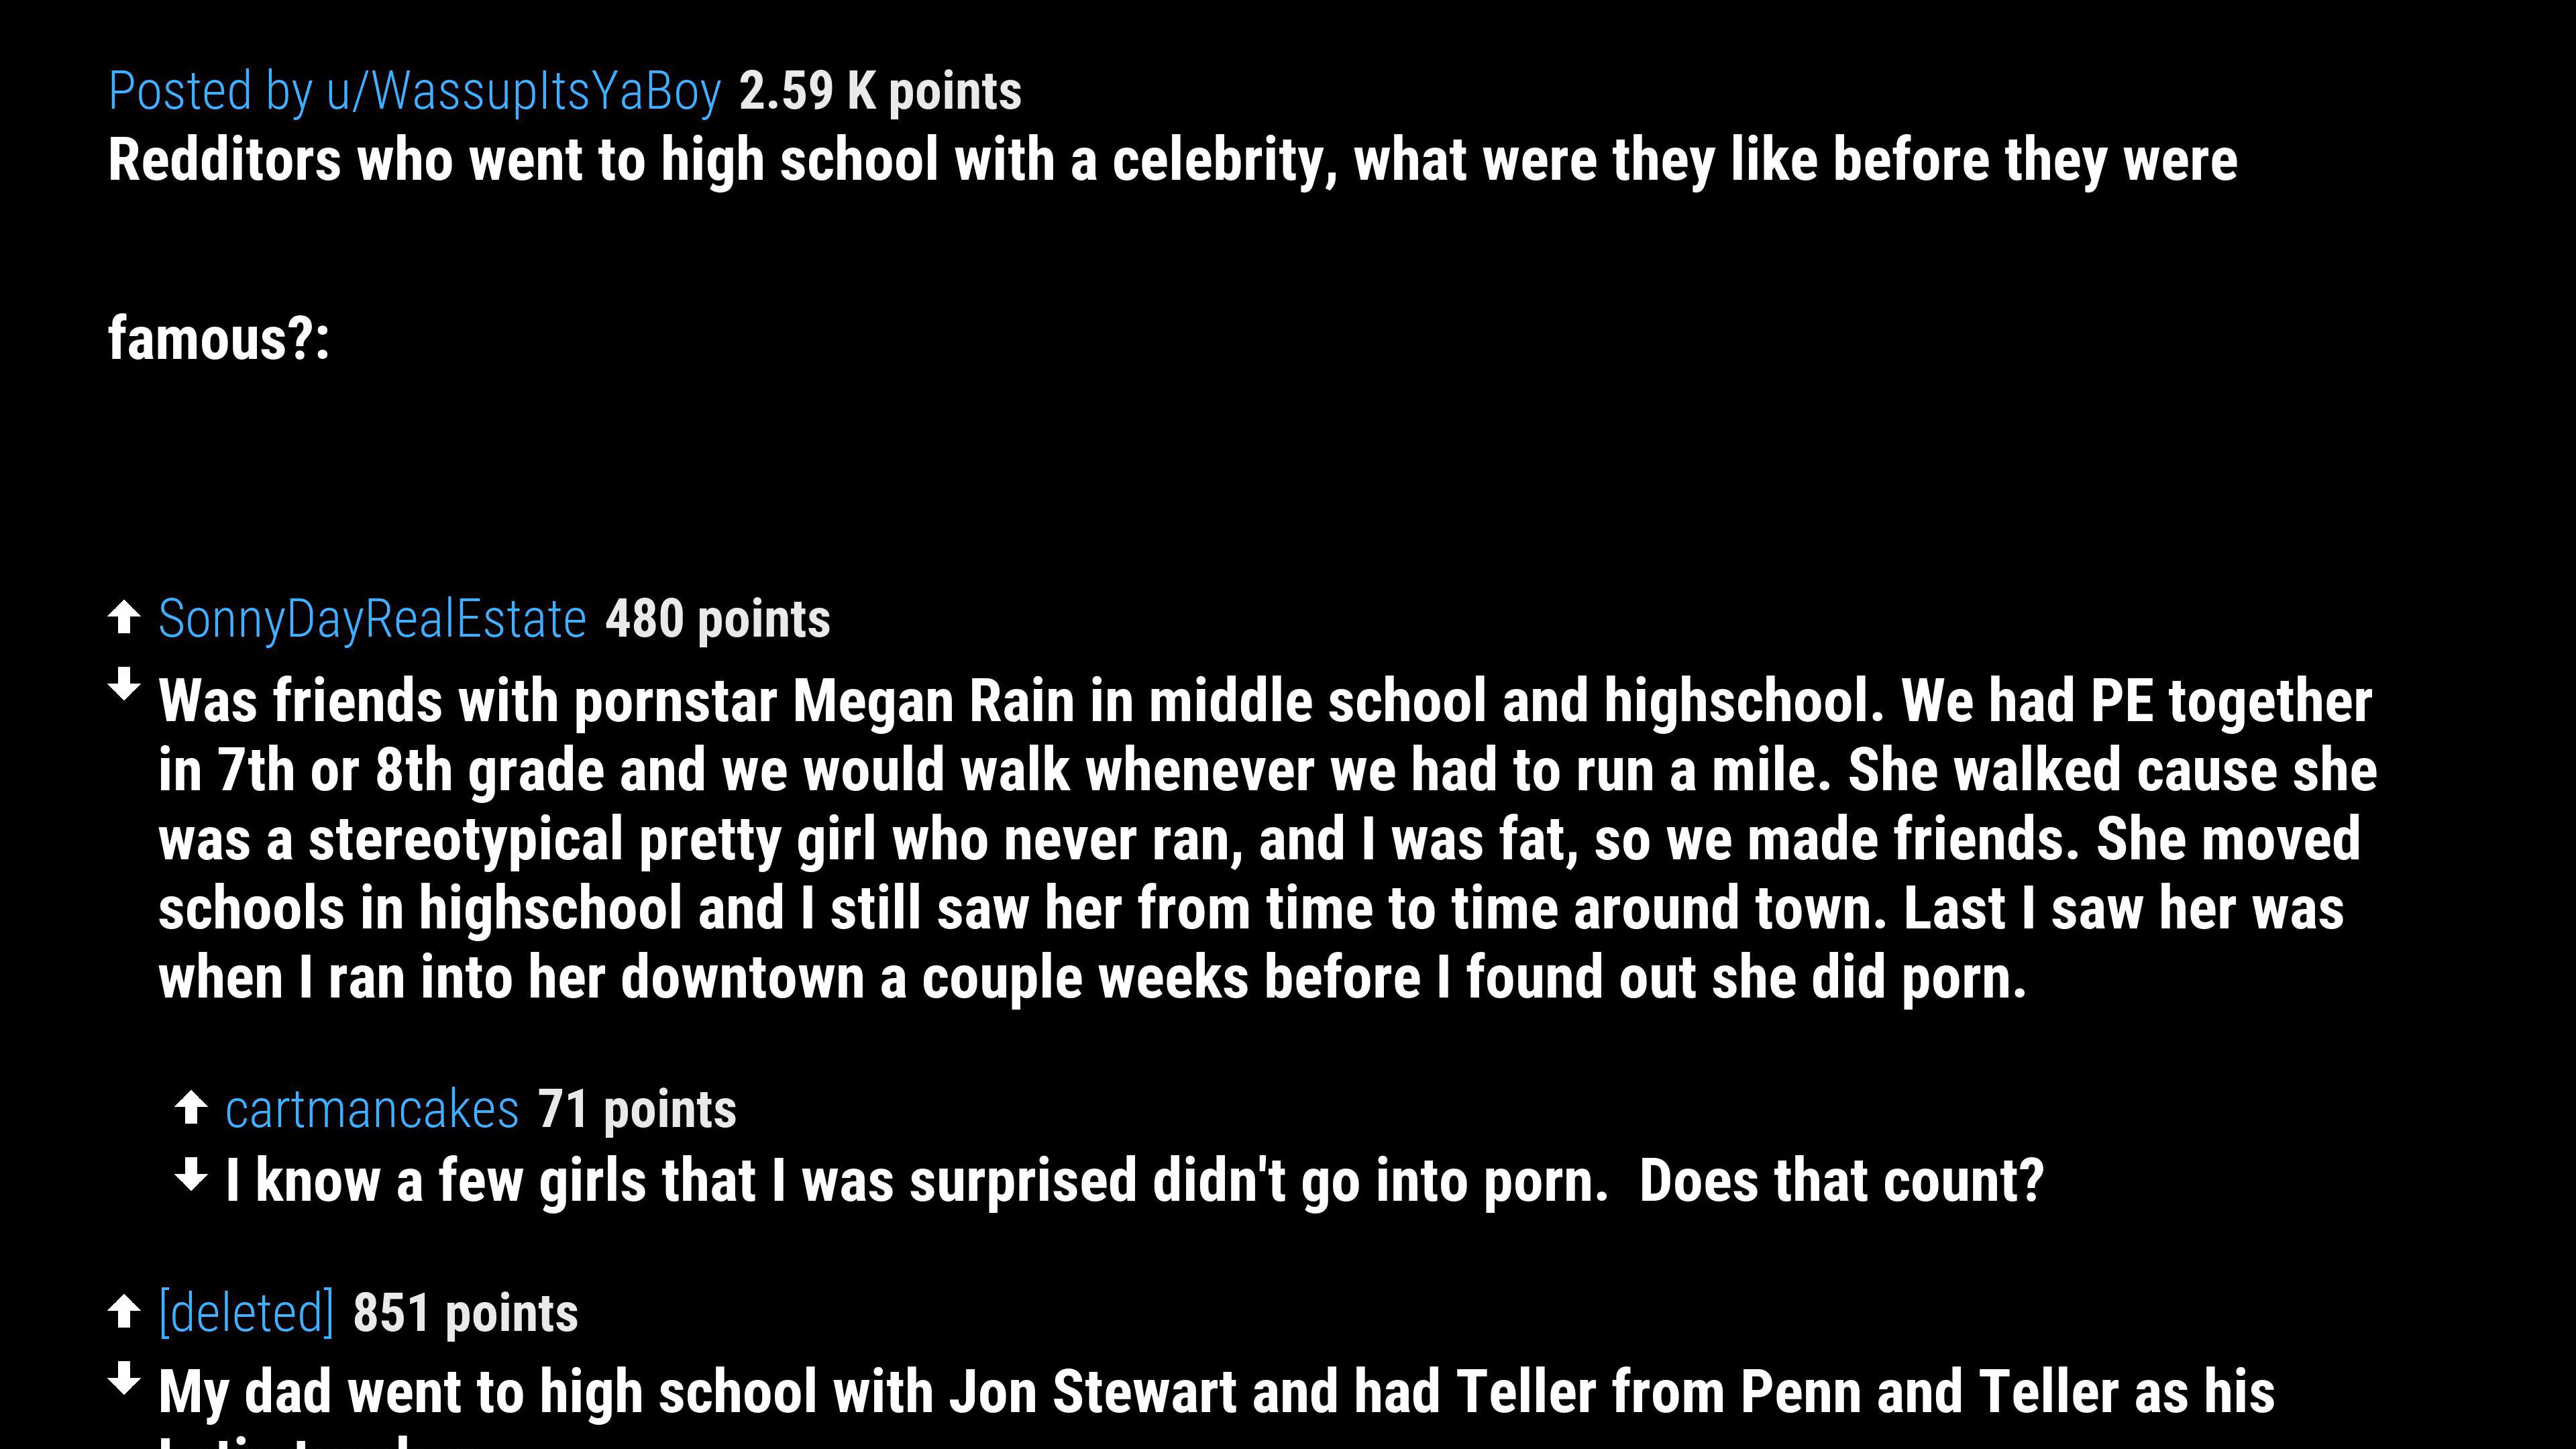 Posted by u/WassupItsYaBoy 2.59 K points
Redditors who went to high school with a celebrity, what were they like before they were
famous?:
SonnyDayRealEstate 480 points
Was friends with pornstar Megan Rain in middle school and highschool. We had PE together
in 7th or 8th grade and we would walk whenever we had to run a mile. She walked cause she
was a stereotypical pretty girl who never ran, and I was fat, so we made friends. She moved
schools in highschool and I still saw her from time to time around town. Last I saw her was
when I ran into her downtown a couple weeks before I found out she did porn.
cartmancakes 71 points
I know a few girls that I was surprised didn't go into porn.  Does that count?
[deleted] 851 points
My dad went to high school with Jon Stewart and had Teller from Penn and Teller as his